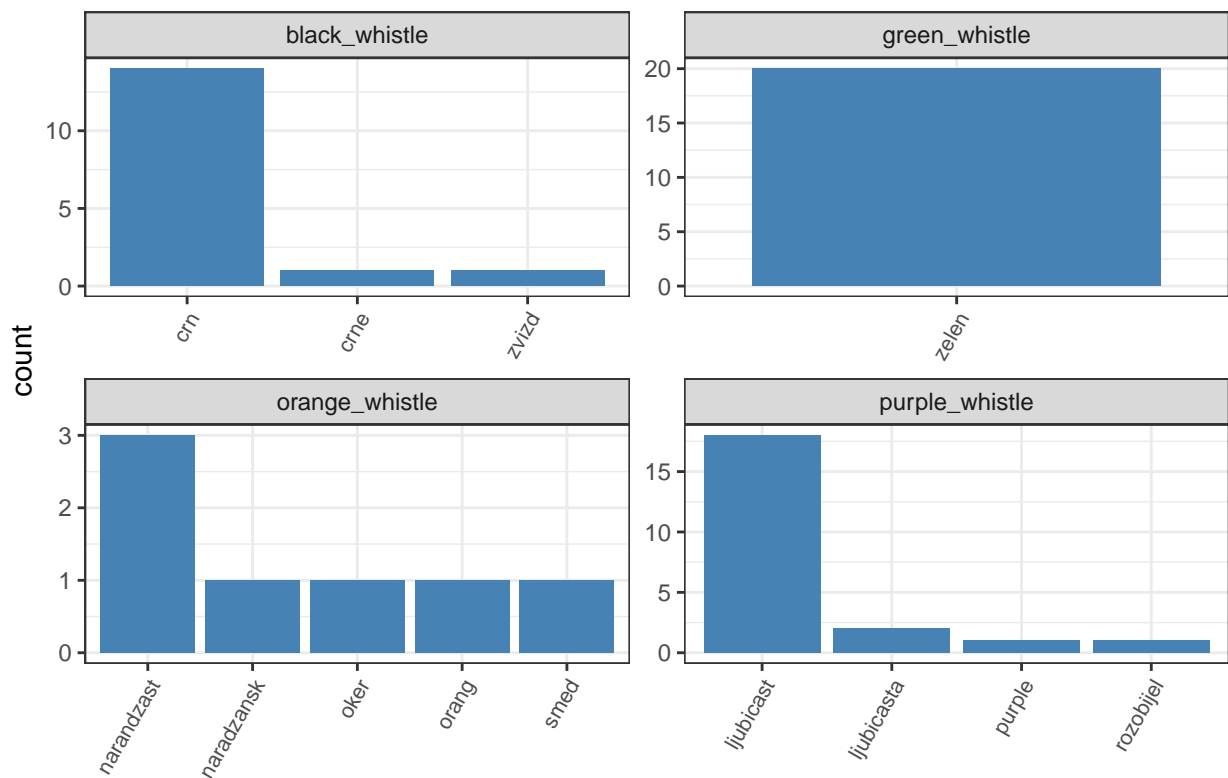 black_whistle
green_whistle
10
5
0
20
15
10
5
0
crn
crne
zvizd
zelen
count
orange_whistle
purple_whistle
3
2
1
0
15
10
5
0
narandzast
naradzansk
oker
orang
smed
ljubicast
ljubicasta
purple
rozobijel